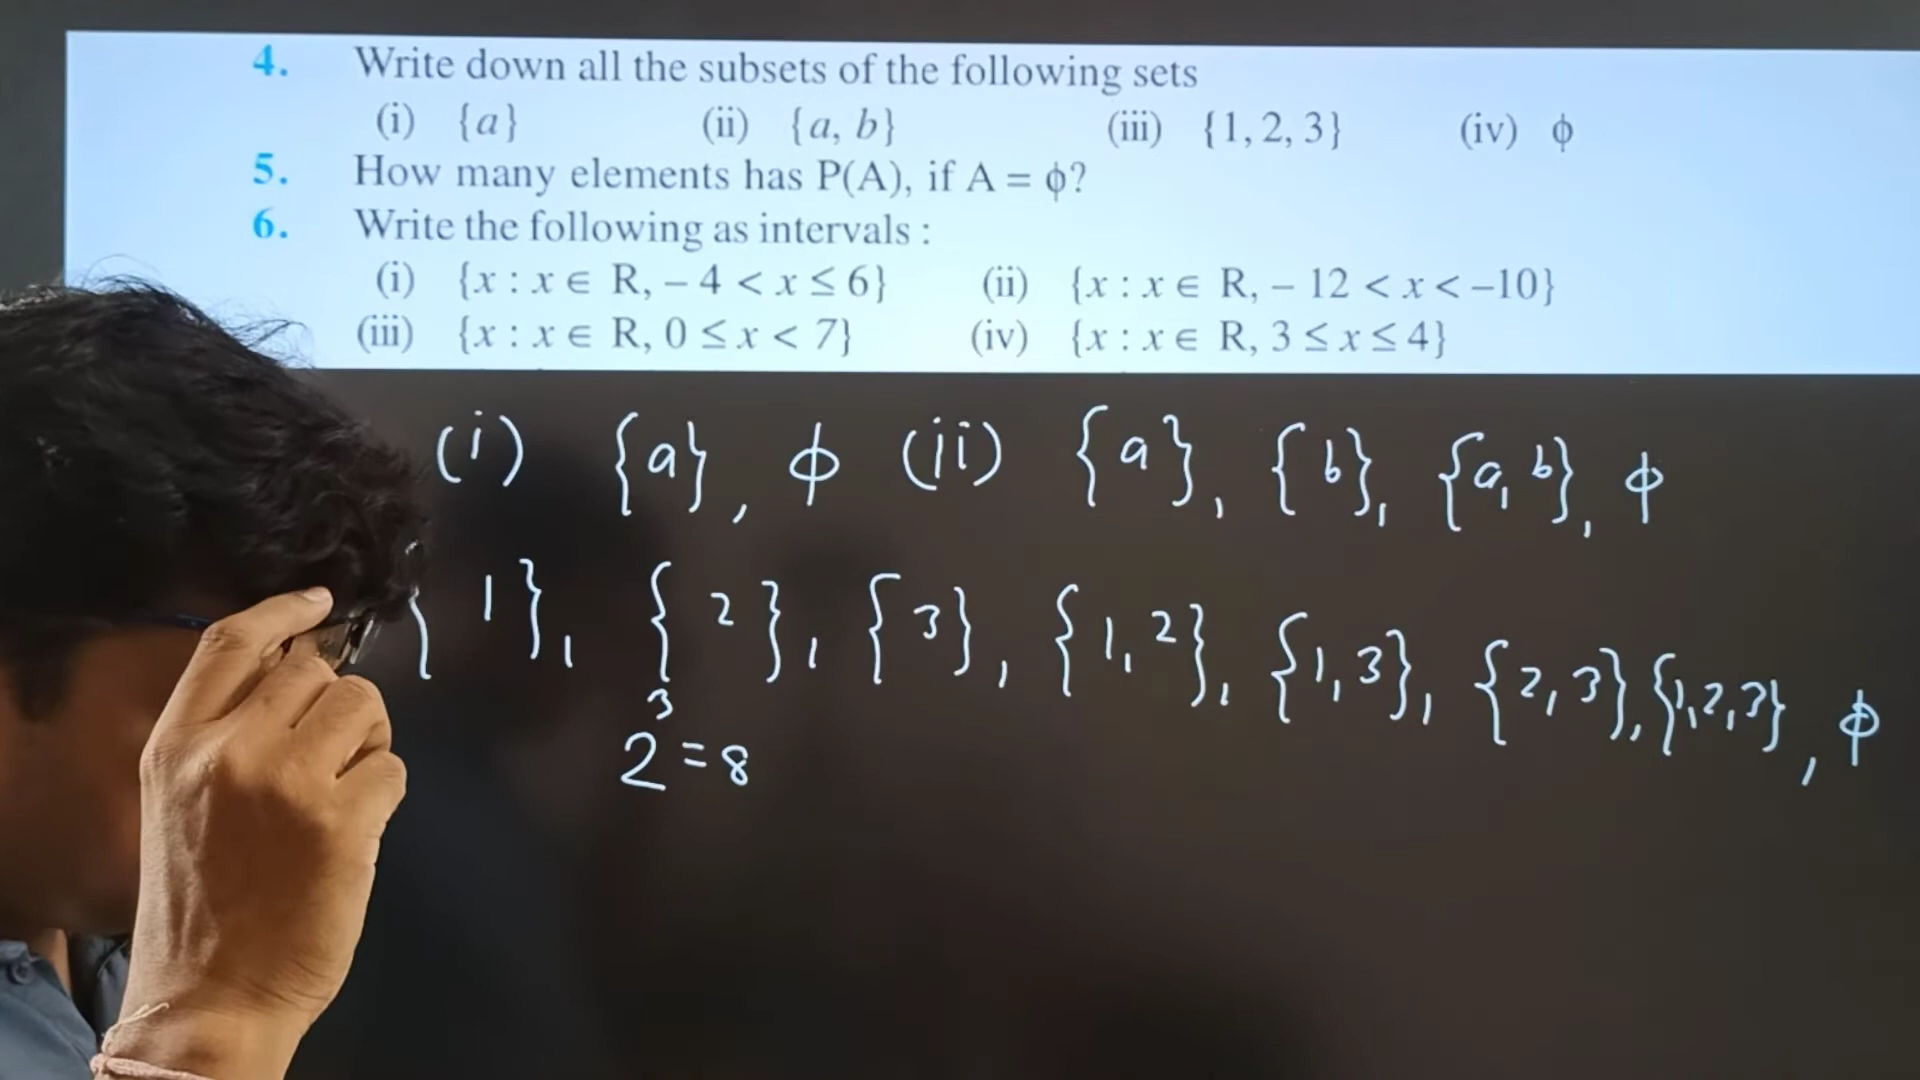 4. Write down all the subsets of the following sets
(i) {a} (ii) {a, b} (iii) {1, 2, 3} (iv) ϕ
5. How many elements has P(A), if A = ϕ?
6. Write the following as intervals :
(i) {x : x ∈ R, – 4 < x ≤ 6} (ii) {x : x ∈ R, – 12 < x < –10}
(iii) {x : x ∈ R, 0 ≤ x < 7} (iv) {x : x ∈ R, 3 ≤ x ≤ 4}
(i) {a}, ϕ (ii) {a}, {b}, {a, b}, ϕ
{1}, {2}, {3}, {1, 2}, {1, 3}, {2, 3}, {1, 2, 3}, ϕ
2³ = 8